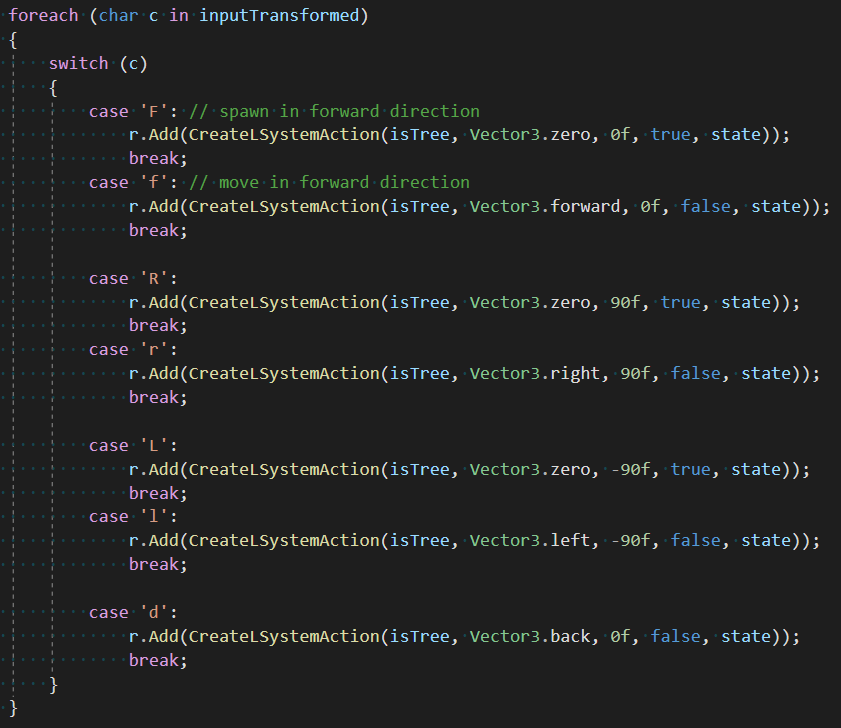 foreach (char c in inputTransformed)
{
    switch (c)
    {
        case 'F': // spawn in forward direction
            r.Add(CreateLSystemAction(isTree, Vector3.zero, 0f, true, state));
            break;
        case 'f': // move in forward direction
            r.Add(CreateLSystemAction(isTree, Vector3.forward, 0f, false, state));
            break;

        case 'R':
            r.Add(CreateLSystemAction(isTree, Vector3.zero, 90f, true, state));
            break;
        case 'r':
            r.Add(CreateLSystemAction(isTree, Vector3.right, 90f, false, state));
            break;

        case 'L':
            r.Add(CreateLSystemAction(isTree, Vector3.zero, -90f, true, state));
            break;
        case 'l':
            r.Add(CreateLSystemAction(isTree, Vector3.left, -90f, false, state));
            break;

        case 'd':
            r.Add(CreateLSystemAction(isTree, Vector3.back, 0f, false, state));
            break;
    }
}